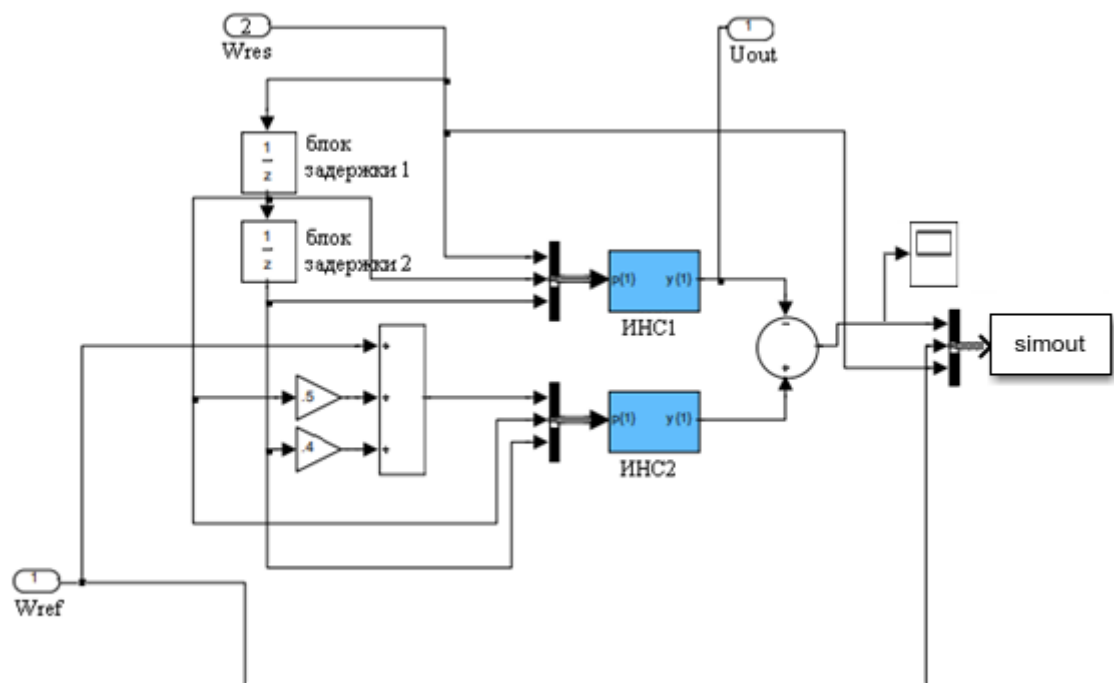 2
Wres
1
Uout
1
z
блок
задержки 1
1
z
блок
задержки 2
p(1) y (1)
ИНС1
-
+
simout
+
.5
+
.4
+
p(1) y (1)
ИНС2
1
Wref